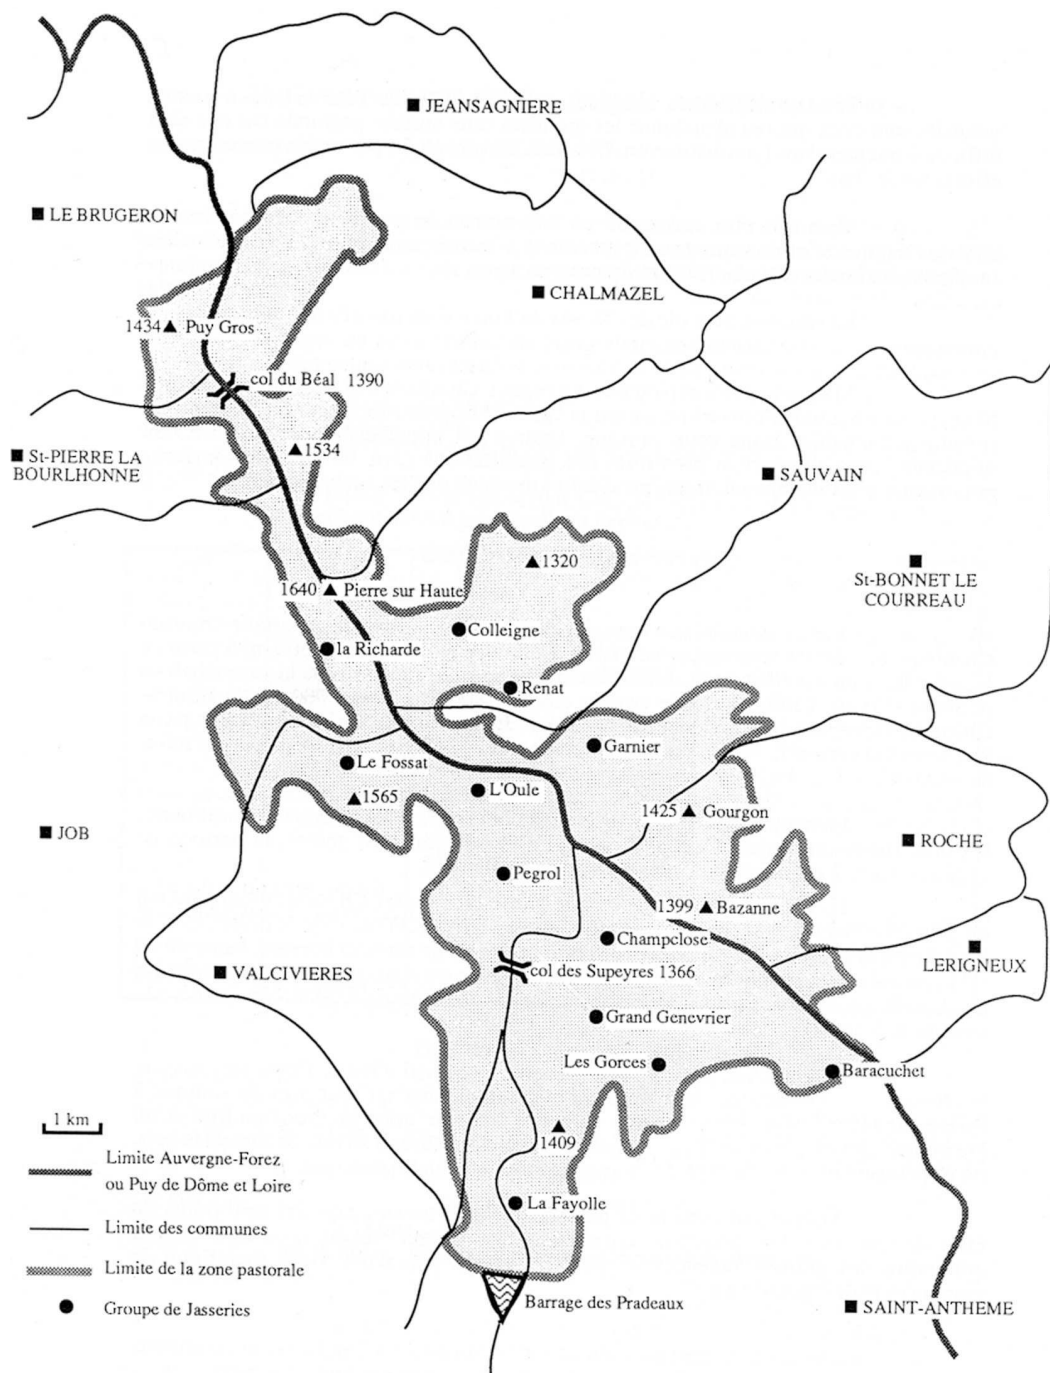 JEANSAGNIERE
LE BRUGERON
CHALMAZEL
1434 Puy Gros
col du Béal 1390
1534
St-PIERRE LA
BOURLHONNE
SAUVAIN
1320
St-BONNET LE
COURREAU
1640 Pierre sur Haute
Colleigne
la Richarde
Renat
Garnier
Le Fossat
L'Oule
1565
1425 Gourgon
JOB
ROCHE
Pegrol
1399 Bazanne
Champclose
LERIGNEUX
VALCIVIERES
col des Supeyres 1366
Grand Genevrier
Les Gorces
Baracuchet
1 km
1409
Limite Auvergne-Forez
ou Puy de Dôme et Loire
La Fayolle
Limite des communes
Limite de la zone pastorale
Groupe de Jasseries
Barrage des Pradeaux
SAINT-ANTHEME